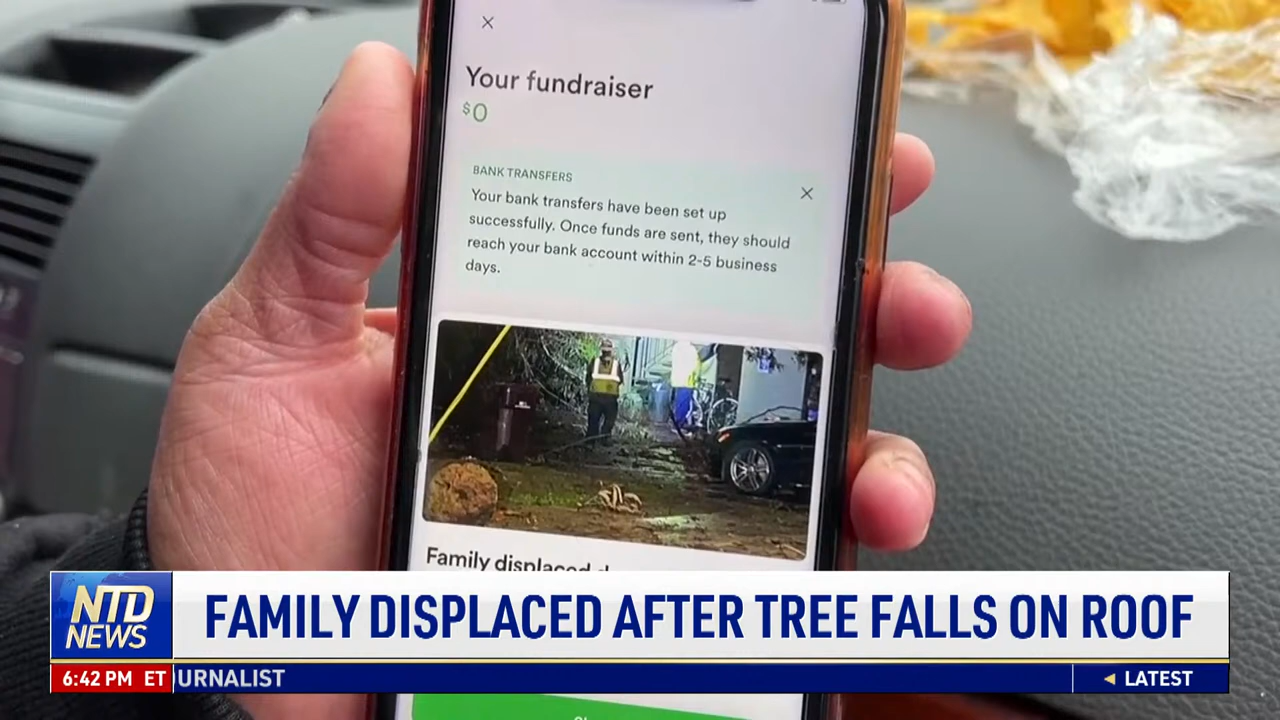 Your fundraiser
$0
BANK TRANSFERS
Your bank transfers have been set up
successfully. Once funds are sent, they should
reach your bank account within 2-5 business
days.
Family displaced
NTD
NEWS
FAMILY DISPLACED AFTER TREE FALLS ON ROOF
6:42 PM ET
URNALIST
LATEST